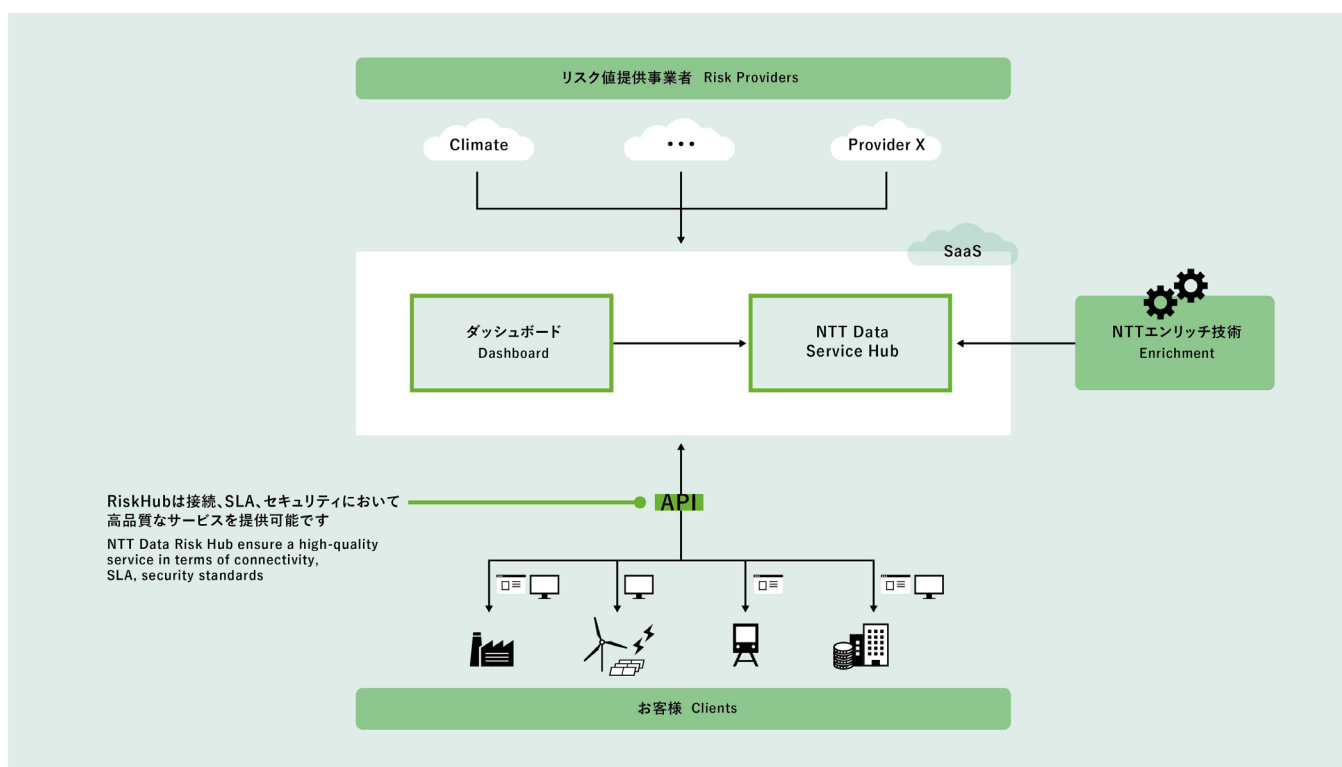 リスク値提供事業者 Risk Providers
Climate
•••
Provider X
SaaS
ダッシュボード
Dashboard
NTT Data
Service Hub
NTTエンリッチ技術
Enrichment
RiskHubは接続、SLA、セキュリティにおいて
高品質なサービスを提供可能です
NTT Data Risk Hub ensure a high-quality
service in terms of connectivity,
SLA, security standards
API
お客様 Clients